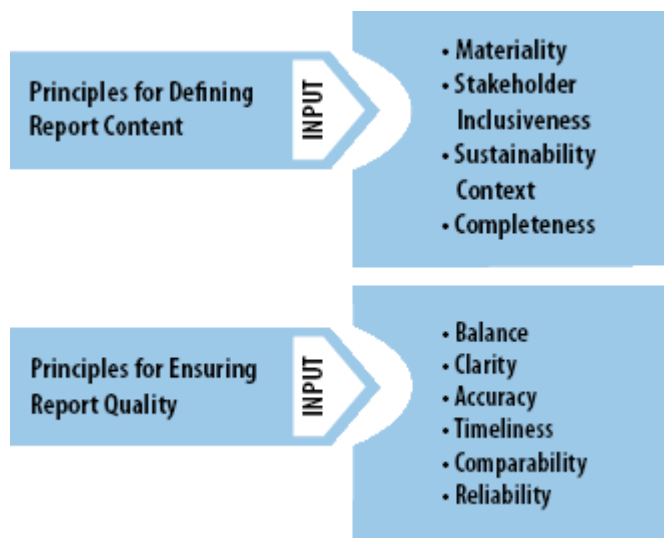 Principles for Defining
Report Content
INPUT
• Materiality
• Stakeholder
Inclusiveness
• Sustainability
Context
• Completeness
Principles for Ensuring
Report Quality
INPUT
• Balance
• Clarity
• Accuracy
• Timeliness
• Comparability
• Reliability